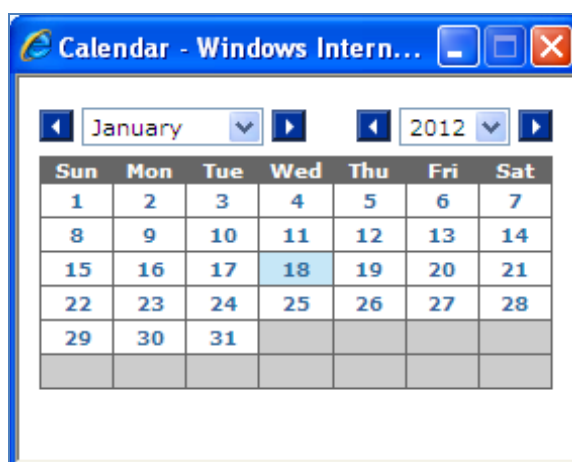 Calendar - Windows Intern...
January 2012
Sun Mon Tue Wed Thu Fri Sat
1 2 3 4 5 6 7
8 9 10 11 12 13 14
15 16 17 18 19 20 21
22 23 24 25 26 27 28
29 30 31